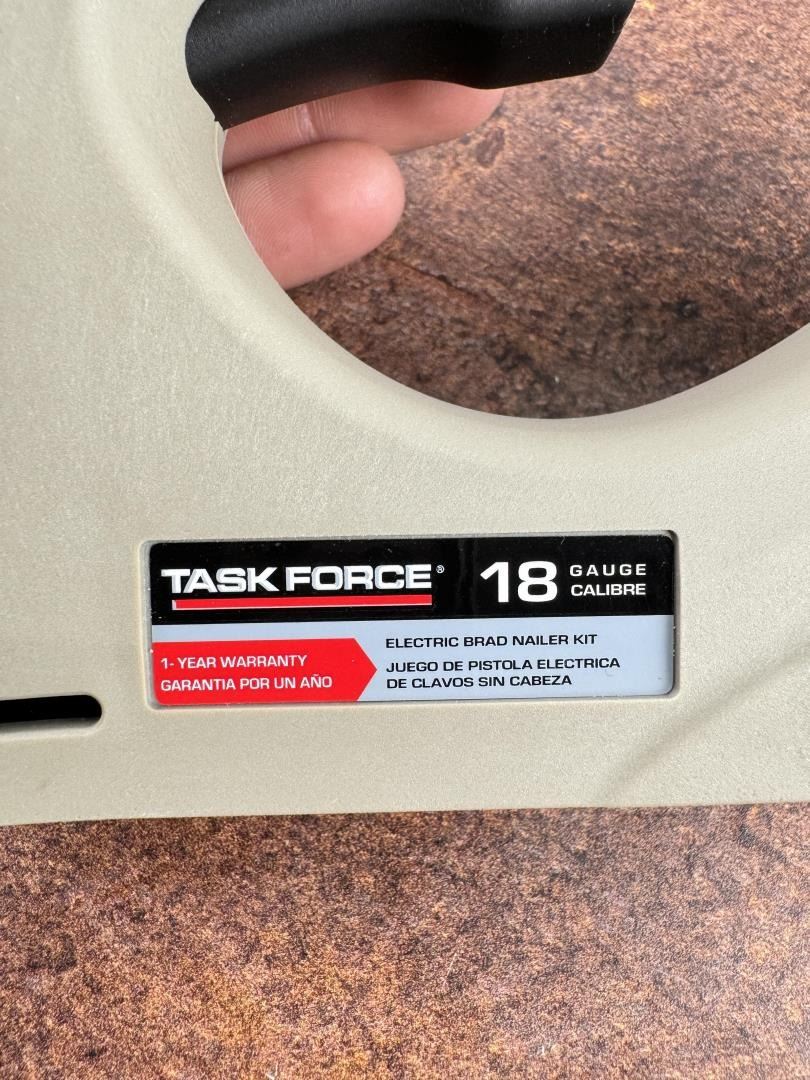 TASK FORCE®
18 GAUGE
CALIBRE
ELECTRIC BRAD NAILER KIT
1- YEAR WARRANTY
GARANTIA POR UN AÑO
JUEGO DE PISTOLA ELECTRICA
DE CLAVOS SIN CABEZA